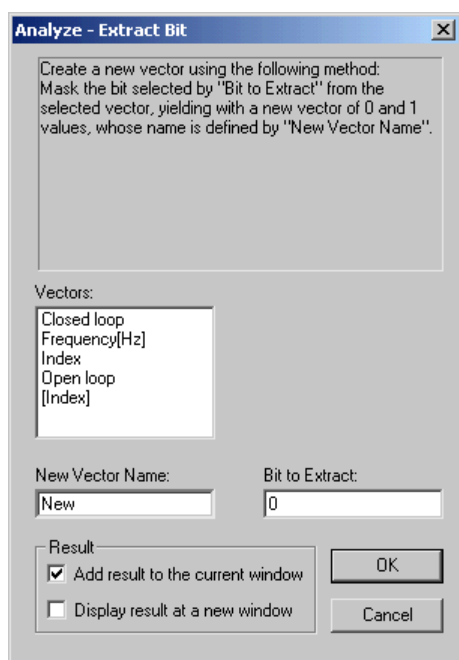 Analyze - Extract Bit
Create a new vector using the following method:
Mask the bit selected by "Bit to Extract" from the
selected vector, yielding with a new vector of 0 and 1
values, whose name is defined by "New Vector Name".
Vectors:
Closed loop
Frequency[Hz]
Index
Open loop
[Index]
New Vector Name:
Bit to Extract:
New
0
Result
Add result to the current window
Display result at a new window
OK
Cancel